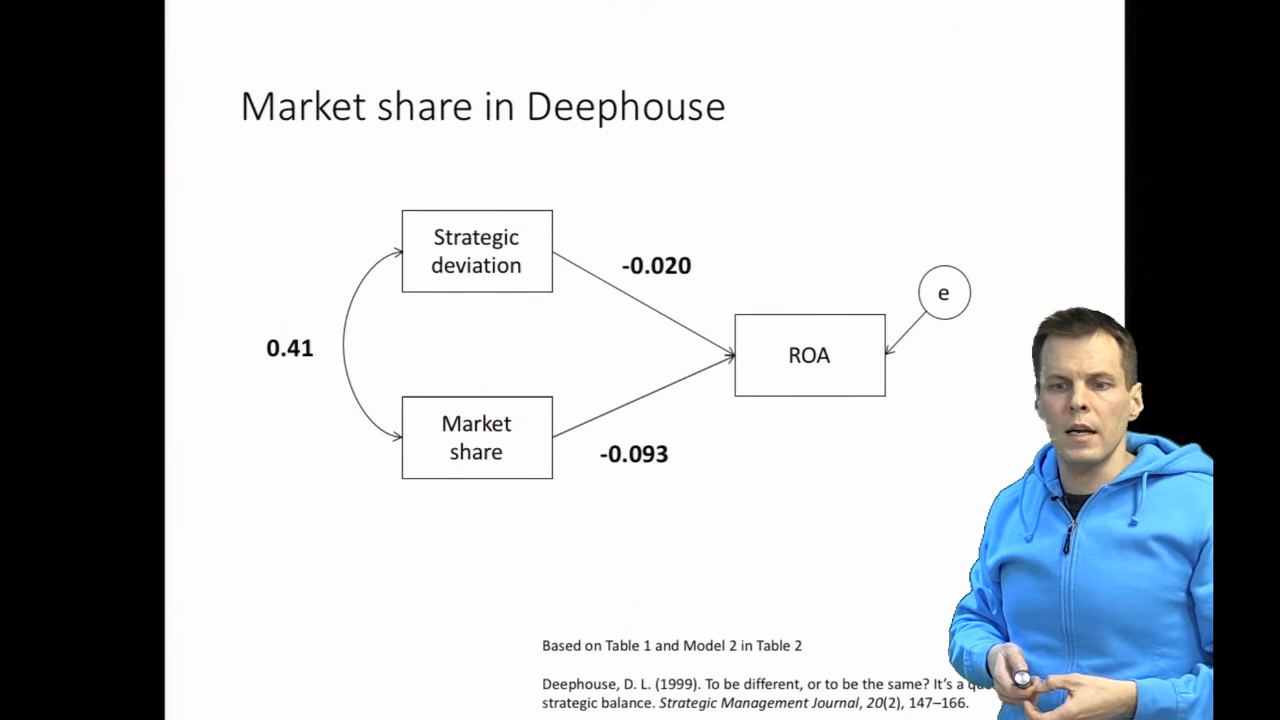 Market share in Deephouse
Strategic
deviation
-0.020
e
0.41
ROA
Market
share
-0.093
Based on Table 1 and Model 2 in Table 2
Deephouse, D. L. (1999). To be different, or to be the same? It's a
strategic balance. Strategic Management Journal, 20(2), 147–166.